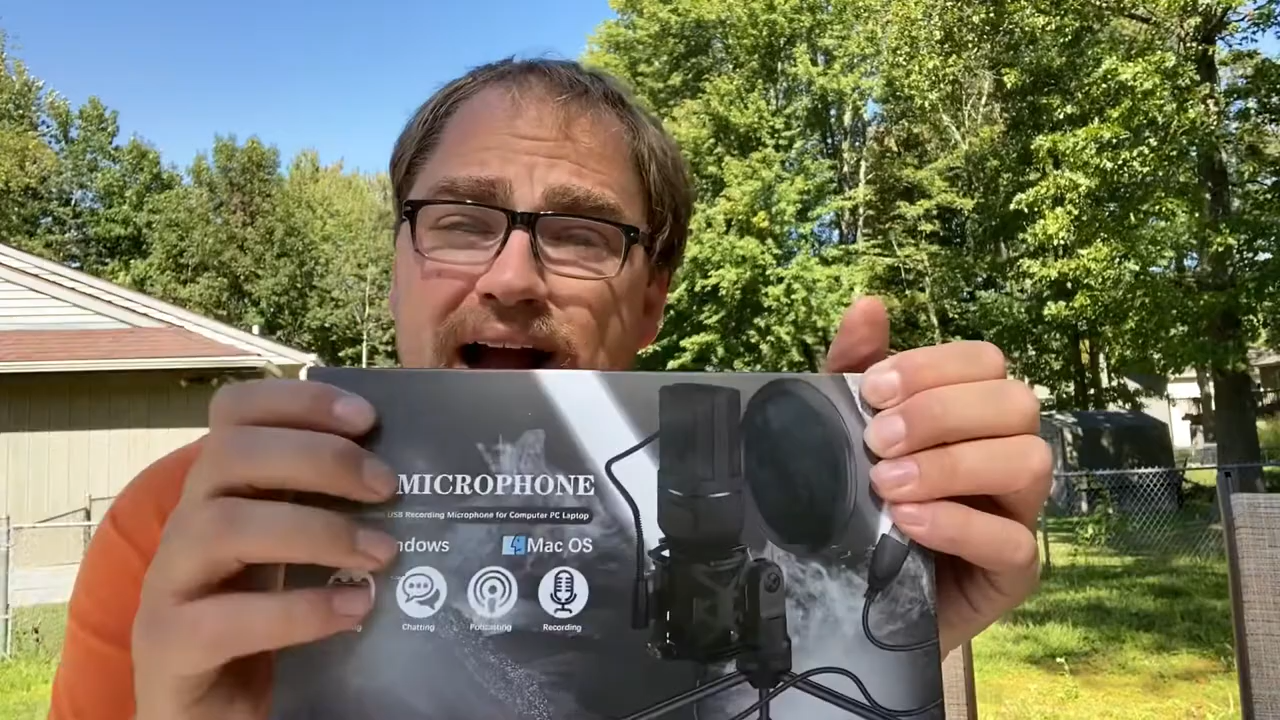 MICROPHONE
USB Recording Microphone for Computer PC Laptop
ndows
Mac OS
Chatting
Podcasting
Recording